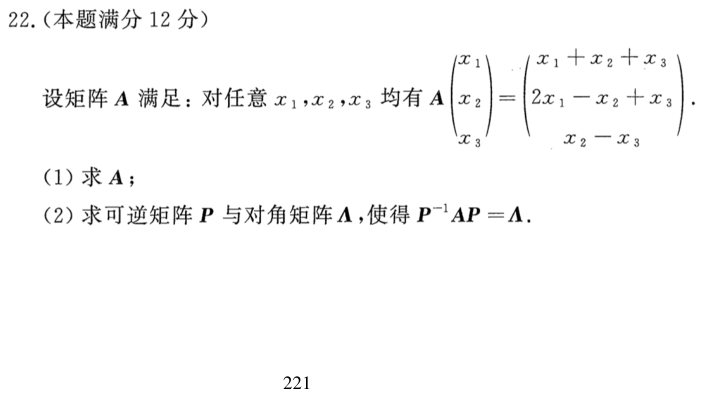 22.(本题满分 12 分)
设矩阵 A 满足：对任意 x₁,x₂,x₃ 均有 A(x₁ x₂ x₃) = (x₁+x₂+x₃ 2x₁-x₂+x₃ x₂-x₃).
(1) 求 A；
(2) 求可逆矩阵 P 与对角矩阵 Λ,使得 P⁻¹AP=Λ.
221